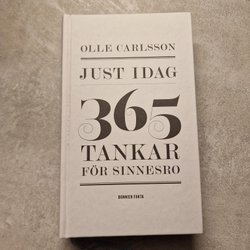 OLLE CARLSSON
JUST IDAG
365
TANKAR
FÖR SINNESRO
BONNIER FAKTA